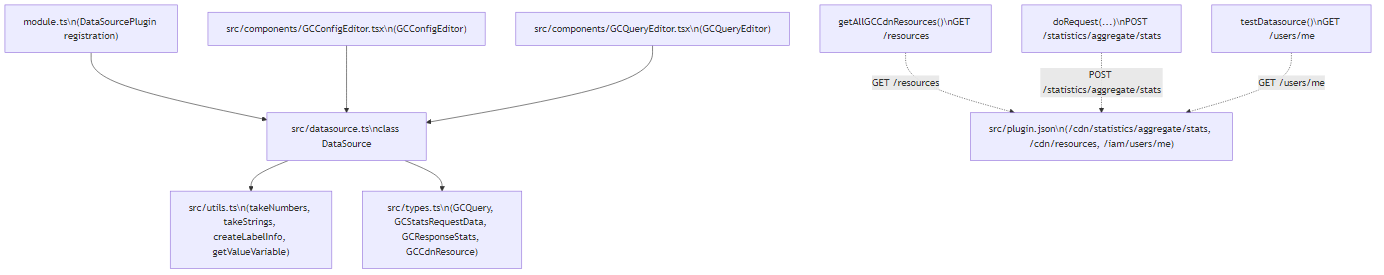 module.ts\n(DataSourcePlugin
registration)
src/components/GCConfigEditor.tsx\n(GCConfigEditor)
src/components/GCQueryEditor.tsx\n(GCQueryEditor)
getAllGCCdnResources()\nGET
/resources
doRequest(...)\nPOST
/statistics/aggregate/stats
testDatasource()\nGET
/users/me
GET /resources
POST
/statistics/aggregate/stats
GET /users/me
src/datasource.ts\nclass
DataSource
src/plugin.json\n(/cdn/statistics/aggregate/stats,
/cdn/resources, /iam/users/me)
src/utils.ts\n(takeNumbers,
takeStrings,
createLabelInfo,
getValueVariable)
src/types.ts\n(GCQuery,
GCStatsRequestData,
GCResponseStats,
GCCdnResource)